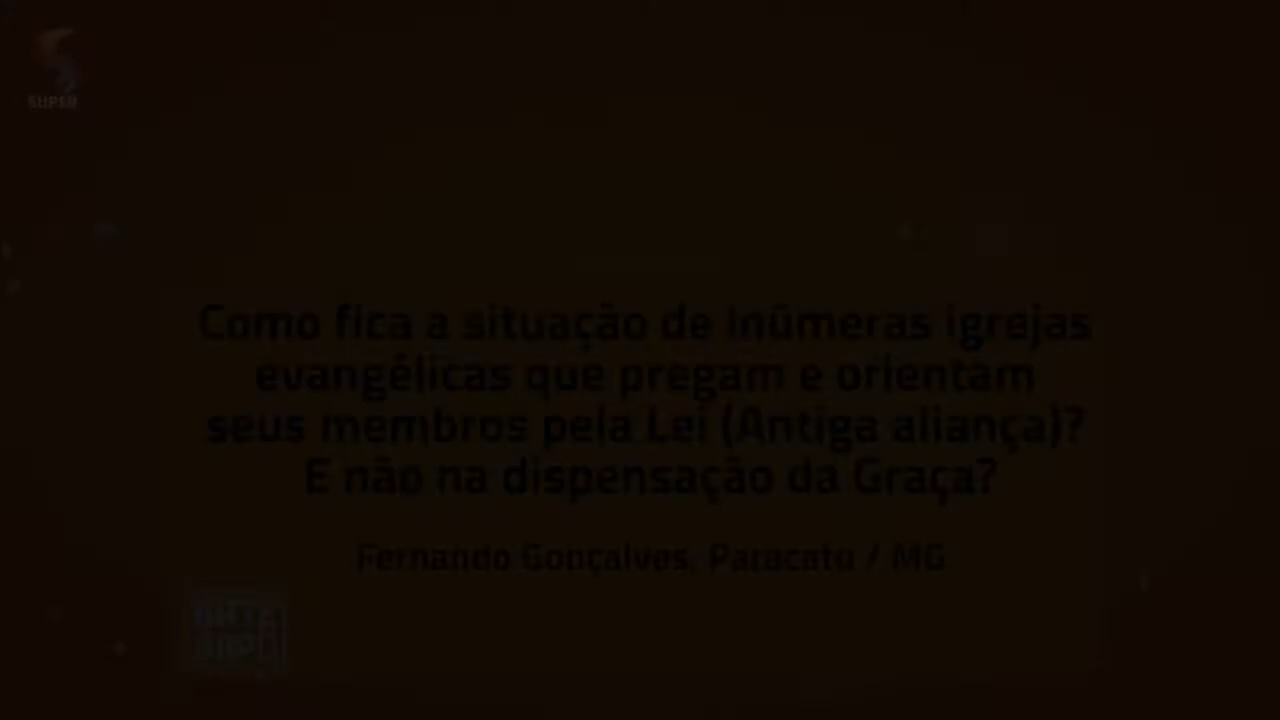 SUPER
Como fica a situação de inúmeras igrejas
evangélicas que pregam e orientam
seus membros pela Lei (Antiga aliança)?
E não na dispensação da Graça?
Fernando Gonçalves, Paracatu / MG